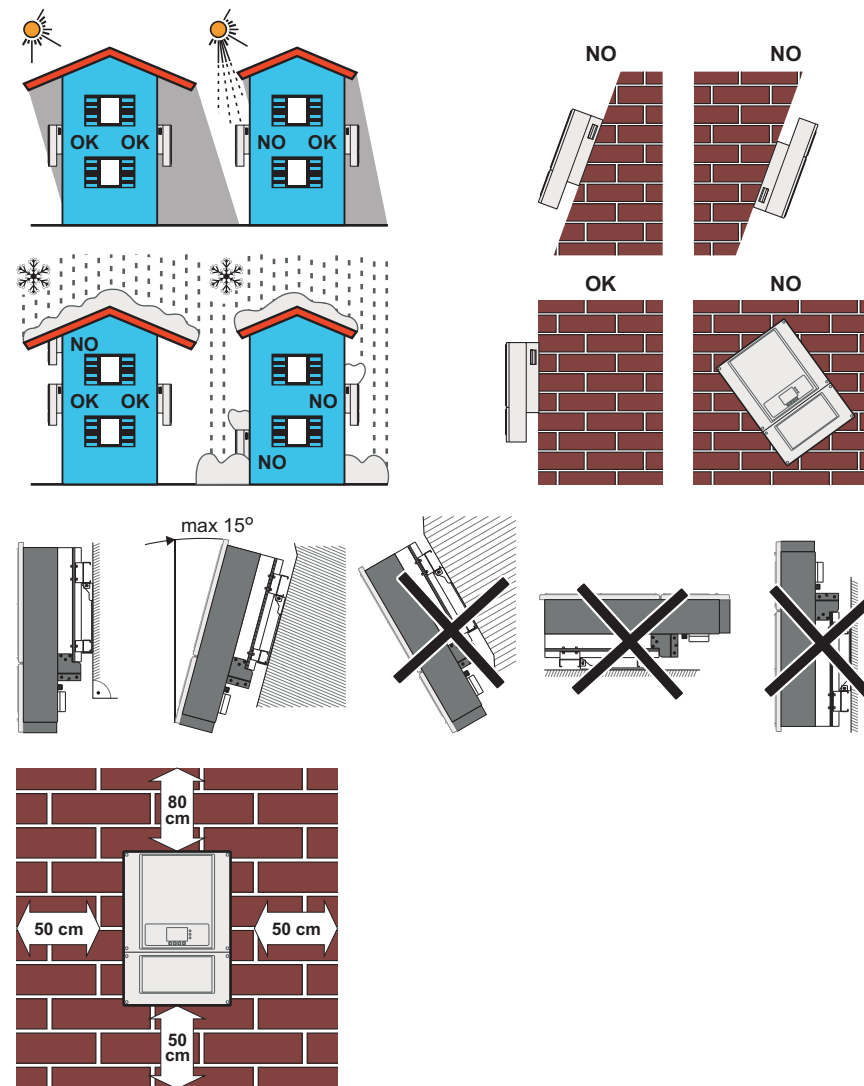 OK OK
NO OK
NO NO
NO
OK OK
NO
NO
OK NO
max 15º
80
cm
50 cm
50 cm
50
cm